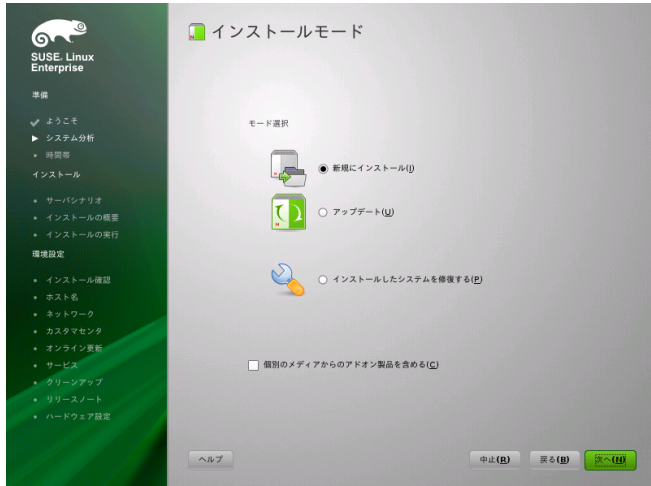 SUSE. Linux
Enterprise
準備
ようこそ
システム分析
時間帯
インストール
サーバシナリオ
インストールの概要
インストールの実行
環境設定
インストール確認
ホスト名
ネットワーク
カスタマセンタ
オンライン更新
サービス
クリーンアップ
リリースノート
ハードウェア設定
インストールモード
モード選択
新規にインストール(I)
アップデート(U)
インストールしたシステムを修復する(P)
個別のメディアからのアドオン製品を含める(C)
ヘルプ 中止(R) 戻る(B) 次へ(N)